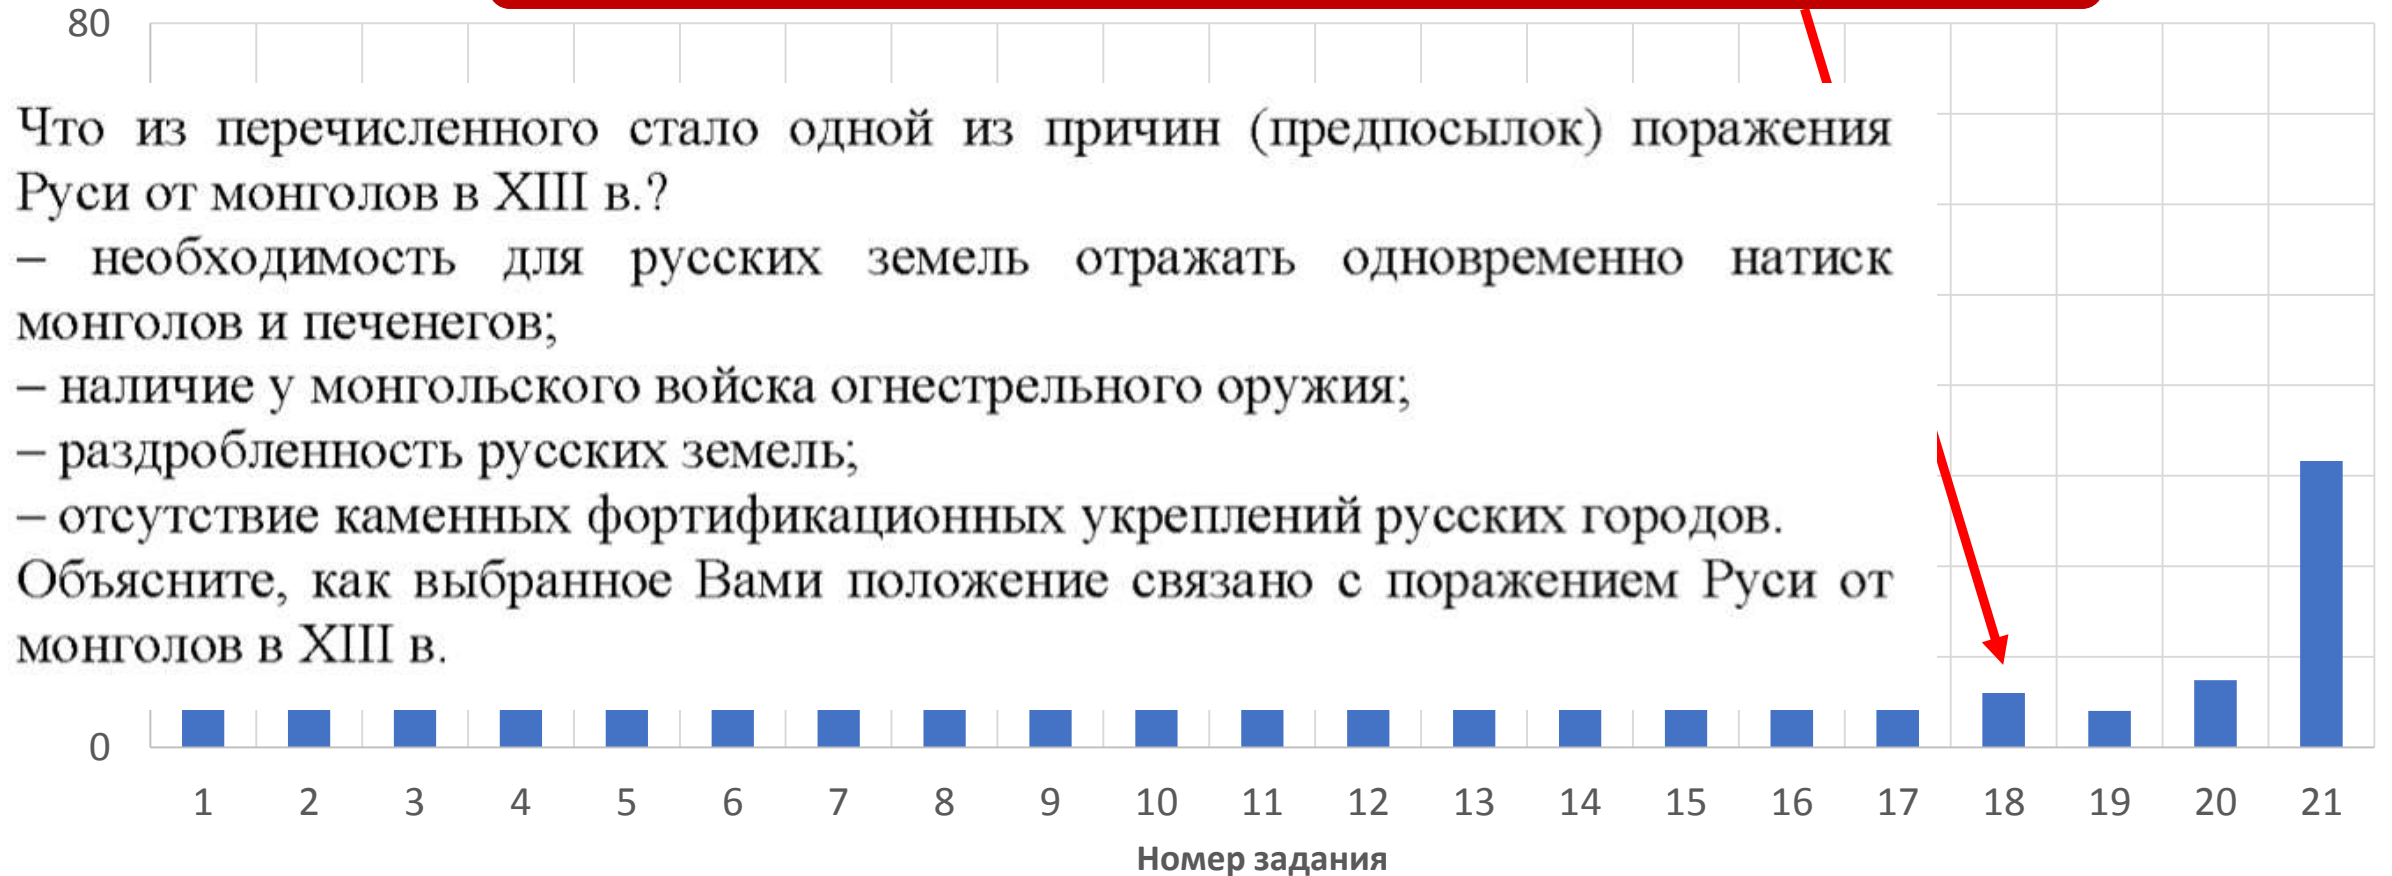 80
Что из перечисленного стало одной из причин (предпосылок) поражения
Руси от монголов в XIII в.?
– необходимость для русских земель отражать одновременно натиск
монголов и печенегов;
– наличие у монгольского войска огнестрельного оружия;
– раздробленность русских земель;
– отсутствие каменных фортификационных укреплений русских городов.
Объясните, как выбранное Вами положение связано с поражением Руси от
монголов в XIII в.
0
1 2 3 4 5 6 7 8 9 10 11 12 13 14 15 16 17 18 19 20 21
Номер задания